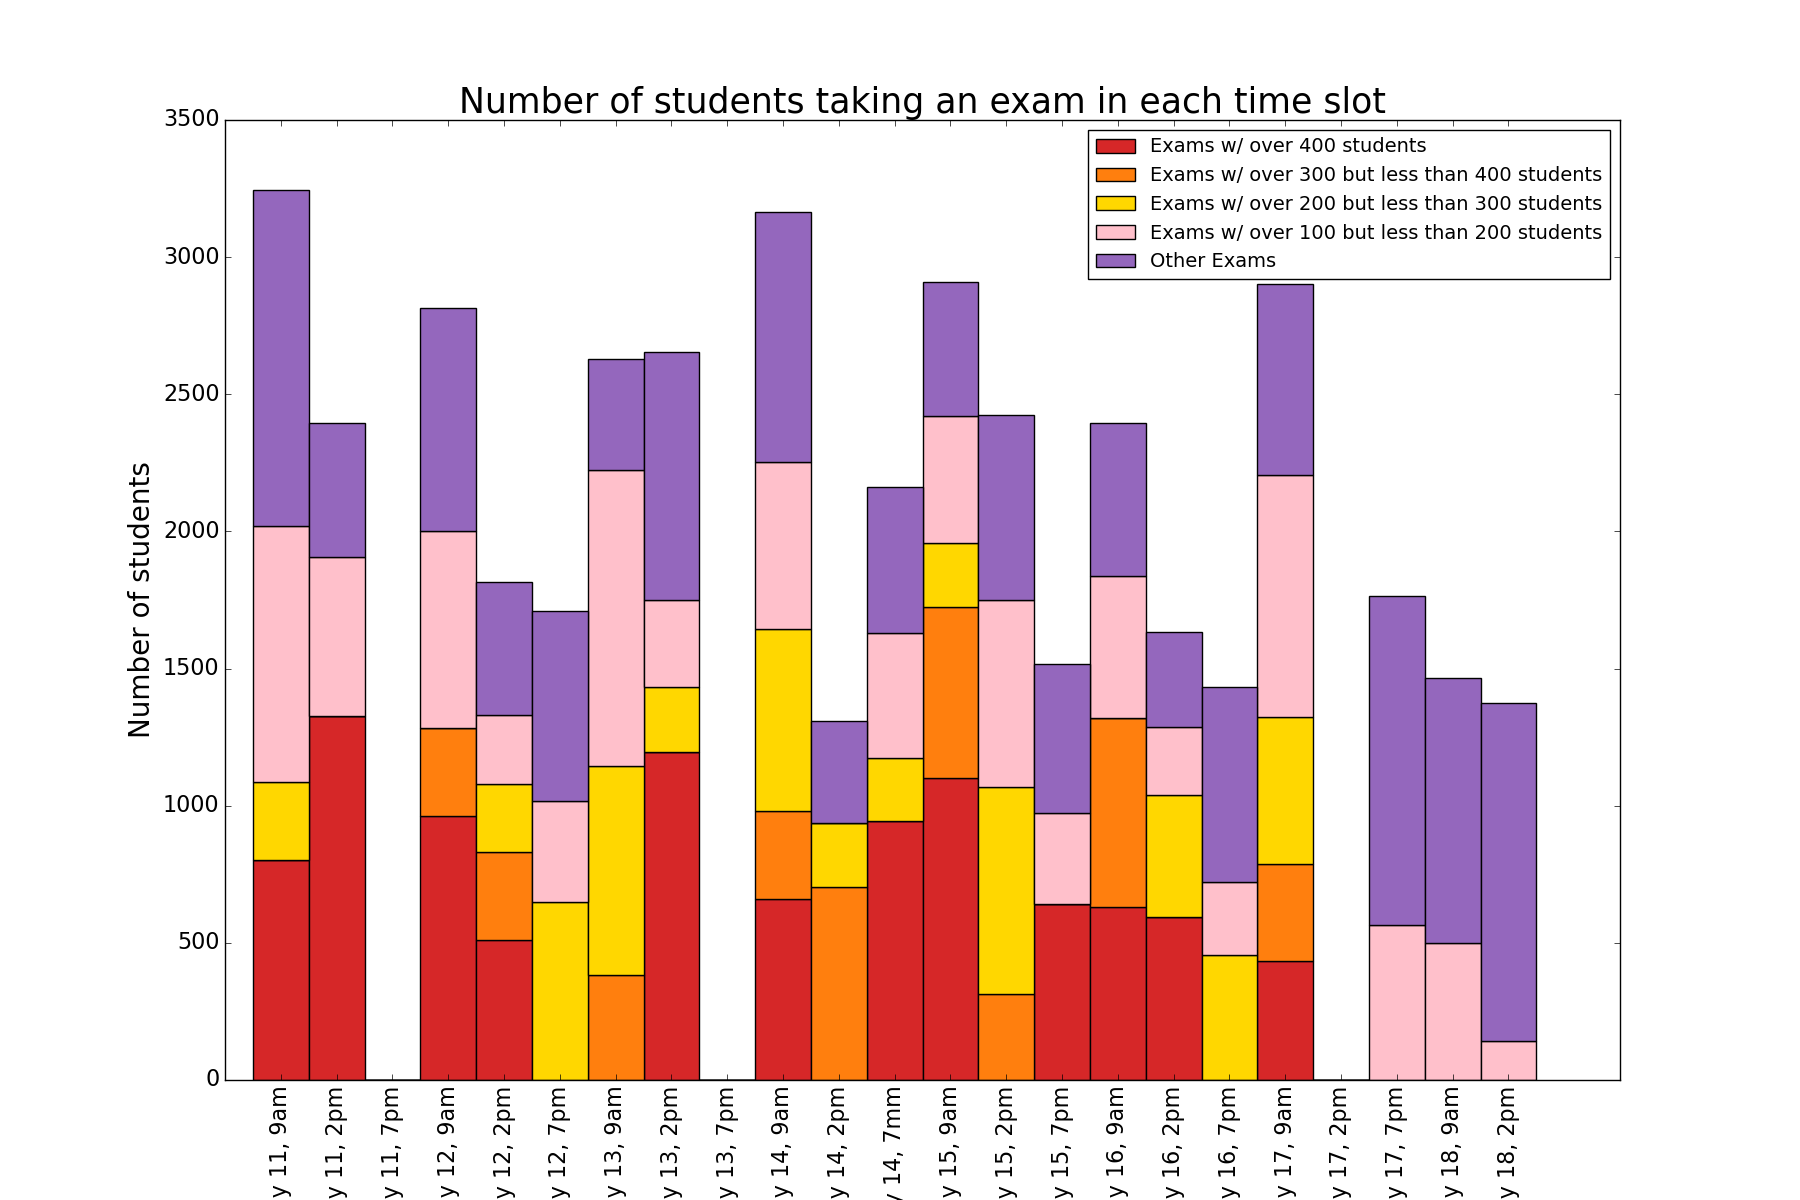 Number of students taking an exam in each time slot
Exams w/ over 400 students
Exams w/ over 300 but less than 400 students
Exams w/ over 200 but less than 300 students
Exams w/ over 100 but less than 200 students
Other Exams
Number of students
3500
3000
2500
2000
1500
1000
500
0
y 11, 9am
y 11, 2pm
y 11, 7pm
y 12, 9am
y 12, 2pm
y 12, 7pm
y 13, 9am
y 13, 2pm
y 13, 7pm
y 14, 9am
y 14, 2pm
y 14, 7mm
y 15, 9am
y 15, 2pm
y 15, 7pm
y 16, 9am
y 16, 2pm
y 16, 7pm
y 17, 9am
y 17, 2pm
y 17, 7pm
y 18, 9am
y 18, 2pm